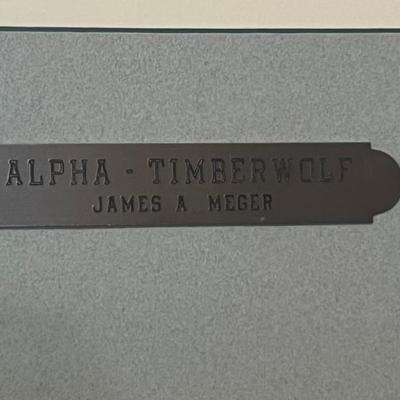 ALPHA - TIMBERWOLF
JAMES A MEGER